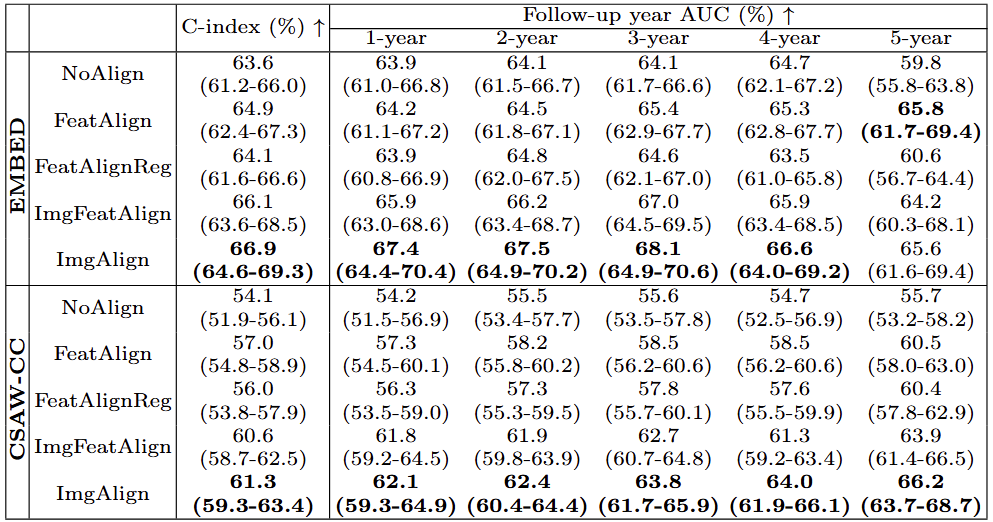 C-index (%) ↑ Follow-up year AUC (%) ↑
1-year 2-year 3-year 4-year 5-year
EMBED
NoAlign 63.6 63.9 64.1 64.1 64.7 59.8
(61.2-66.0) (61.0-66.8) (61.5-66.7) (61.7-66.6) (62.1-67.2) (55.8-63.8)
FeatAlign 64.9 64.2 64.5 65.4 65.3 65.8
(62.4-67.3) (61.1-67.2) (61.8-67.1) (62.9-67.7) (62.8-67.7) (61.7-69.4)
FeatAlignReg 64.1 63.9 64.8 64.6 63.5 60.6
(61.6-66.6) (60.8-66.9) (62.0-67.5) (62.1-67.0) (61.0-65.8) (56.7-64.4)
ImgFeatAlign 66.1 65.9 66.2 67.0 65.9 64.2
(63.6-68.5) (63.0-68.6) (63.4-68.7) (64.5-69.5) (63.4-68.5) (60.3-68.1)
ImgAlign 66.9 67.4 67.5 68.1 66.6 65.6
(64.6-69.3) (64.4-70.4) (64.9-70.2) (64.9-70.6) (64.0-69.2) (61.6-69.4)
CSAW-CC
NoAlign 54.1 54.2 55.5 55.6 54.7 55.7
(51.9-56.1) (51.5-56.9) (53.4-57.7) (53.5-57.8) (52.5-56.9) (53.2-58.2)
FeatAlign 57.0 57.3 58.2 58.5 58.5 60.5
(54.8-58.9) (54.5-60.1) (55.8-60.2) (56.2-60.6) (56.2-60.6) (58.0-63.0)
FeatAlignReg 56.0 56.3 57.3 57.8 57.6 60.4
(53.8-57.9) (53.5-59.0) (55.3-59.5) (55.7-60.1) (55.5-59.9) (57.8-62.9)
ImgFeatAlign 60.6 61.8 61.9 62.7 61.3 63.9
(58.7-62.5) (59.2-64.5) (59.8-63.9) (60.7-64.8) (59.2-63.4) (61.4-66.5)
ImgAlign 61.3 62.1 62.4 63.8 64.0 66.2
(59.3-63.4) (59.3-64.9) (60.4-64.4) (61.7-65.9) (61.9-66.1) (63.7-68.7)